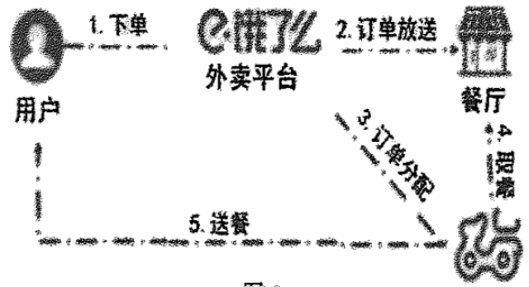 1.下单
饿了么
2.订单放送
外卖平台
用户
餐厅
3.订单分配
4.取餐
5.送餐